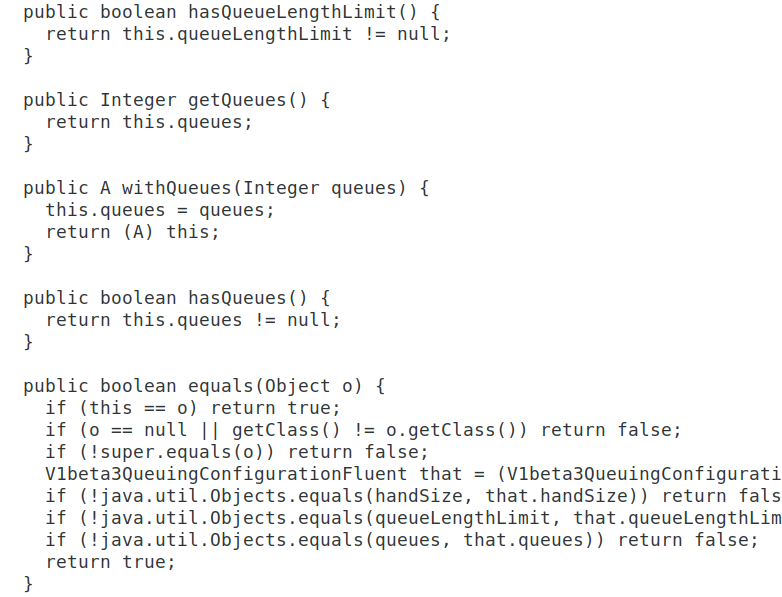 public boolean hasQueueLengthLimit() {
return this.queueLengthLimit != null;
}
public Integer getQueues() {
return this.queues;
}
public A withQueues(Integer queues) {
this.queues = queues;
return (A) this;
}
public boolean hasQueues() {
return this.queues != null;
}
public boolean equals(Object o) {
if (this == o) return true;
if (o == null || getClass() != o.getClass()) return false;
if (!super.equals(o)) return false;
V1beta3QueuingConfigurationFluent that = (V1beta3QueuingConfigurati
if (!java.util.Objects.equals(handSize, that.handSize)) return fals
if (!java.util.Objects.equals(queueLengthLimit, that.queueLengthLim
if (!java.util.Objects.equals(queues, that.queues)) return false;
return true;
}